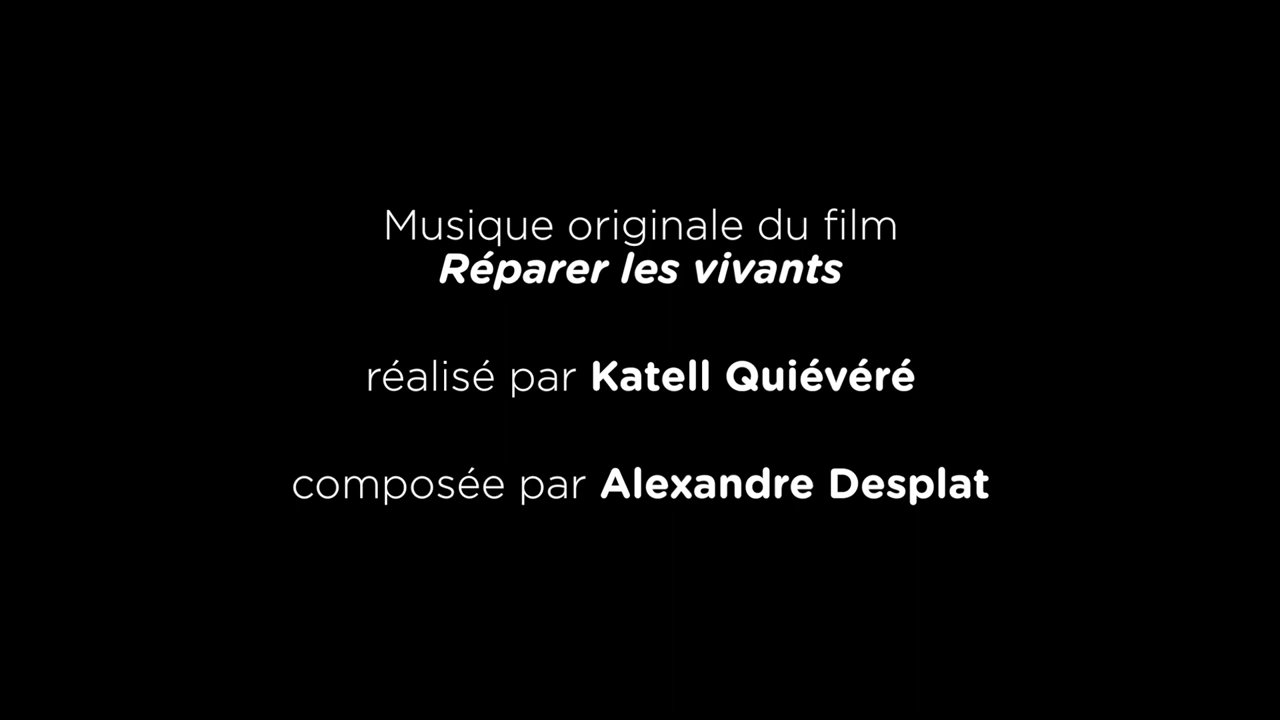 Musique originale du film
Réparer les vivants
réalisé par Katell Quiévéré
composée par Alexandre Desplat